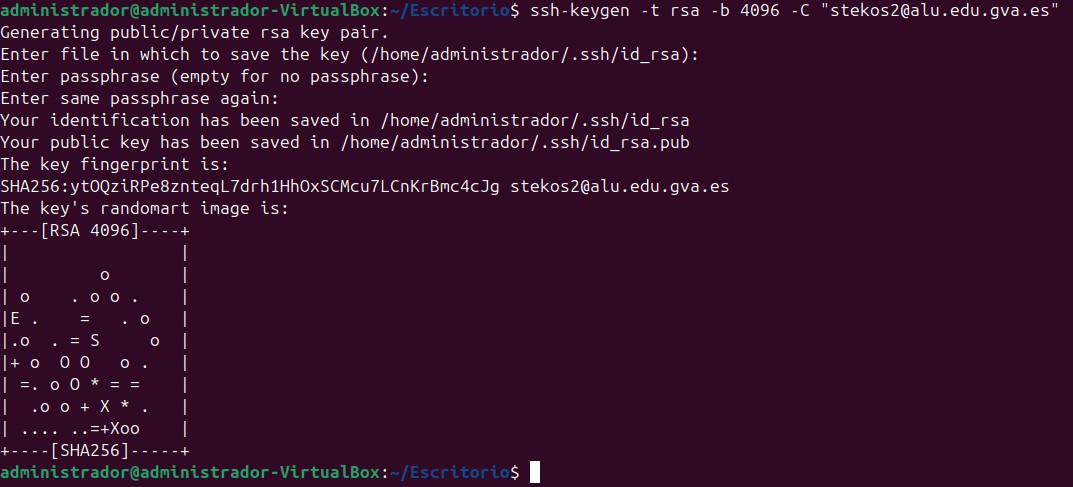 administrador@administrador-VirtualBox:~/Escritorio$ ssh-keygen -t rsa -b 4096 -C "stekos2@alu.edu.gva.es"
Generating public/private rsa key pair.
Enter file in which to save the key (/home/administrador/.ssh/id_rsa):
Enter passphrase (empty for no passphrase):
Enter same passphrase again:
Your identification has been saved in /home/administrador/.ssh/id_rsa
Your public key has been saved in /home/administrador/.ssh/id_rsa.pub
The key fingerprint is:
SHA256:ytOQziRPe8znteqL7drh1HhOxSCMcu7LCnKrBmc4cJg stekos2@alu.edu.gva.es
The key's randomart image is:
+---[RSA 4096]----+
|                 |
|         o       |
| o    . o o .    |
|E .    =   . o   |
|.o  . = S     o  |
|+ o  O O   o .   |
| =. o O * = =    |
|  .o o + X * .   |
| .... ..=+Xoo    |
+----[SHA256]-----+
administrador@administrador-VirtualBox:~/Escritorio$